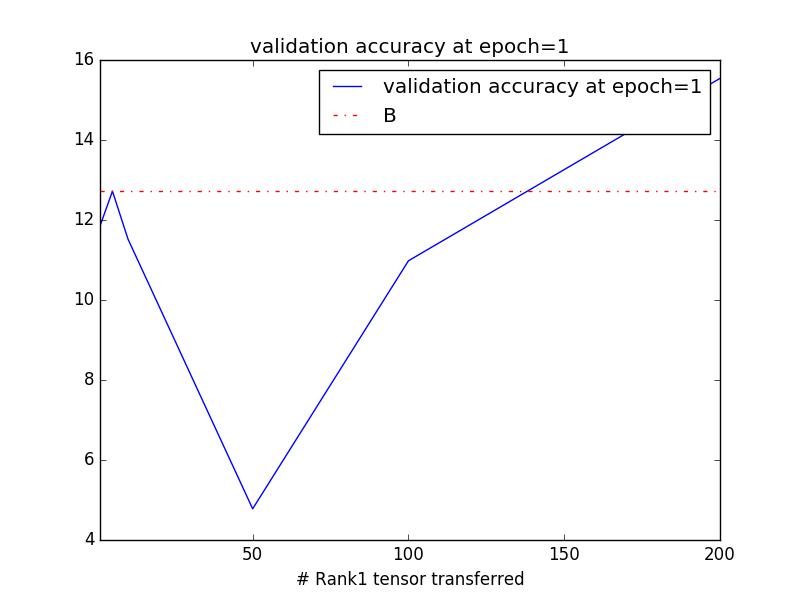 validation accuracy at epoch=1
validation accuracy at epoch=1
B
16
14
12
10
8
6
4
50
100
150
200
# Rank1 tensor transferred